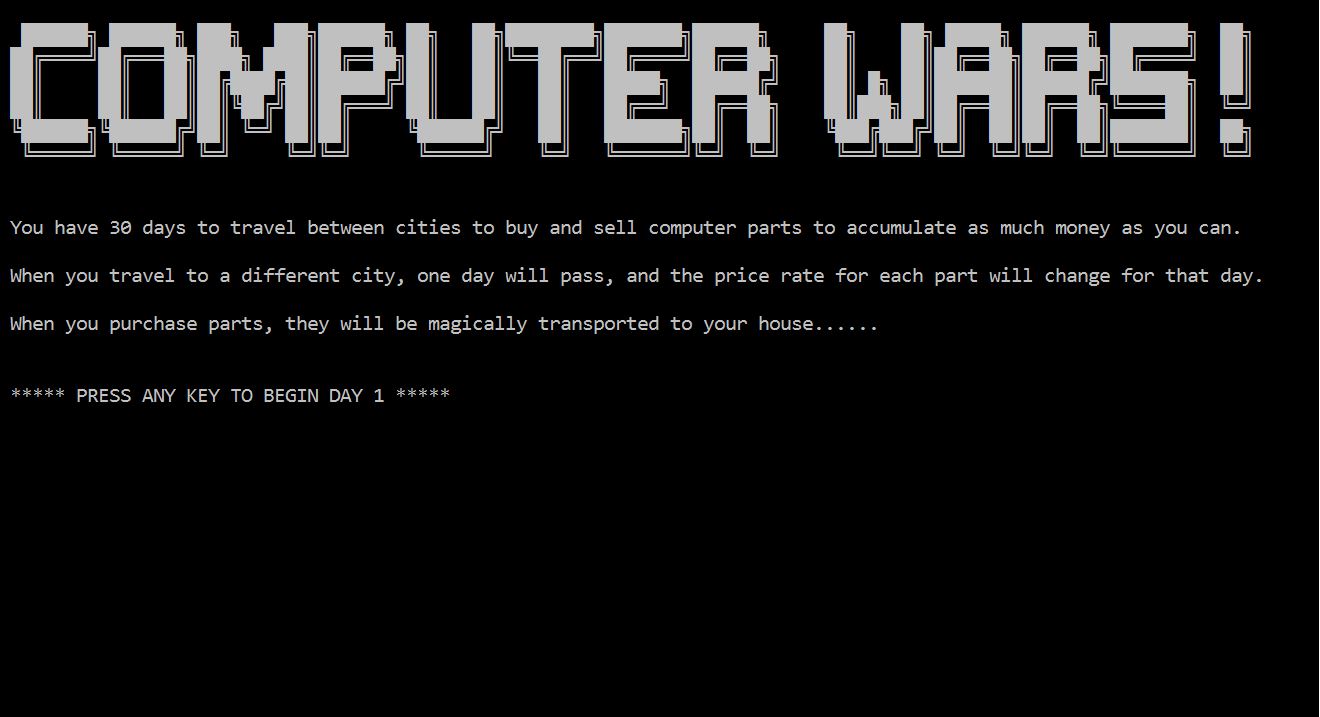 COMPUTER WARS!
You have 30 days to travel between cities to buy and sell computer parts to accumulate as much money as you can.
When you travel to a different city, one day will pass, and the price rate for each part will change for that day.
When you purchase parts, they will be magically transported to your house......
***** PRESS ANY KEY TO BEGIN DAY 1 *****